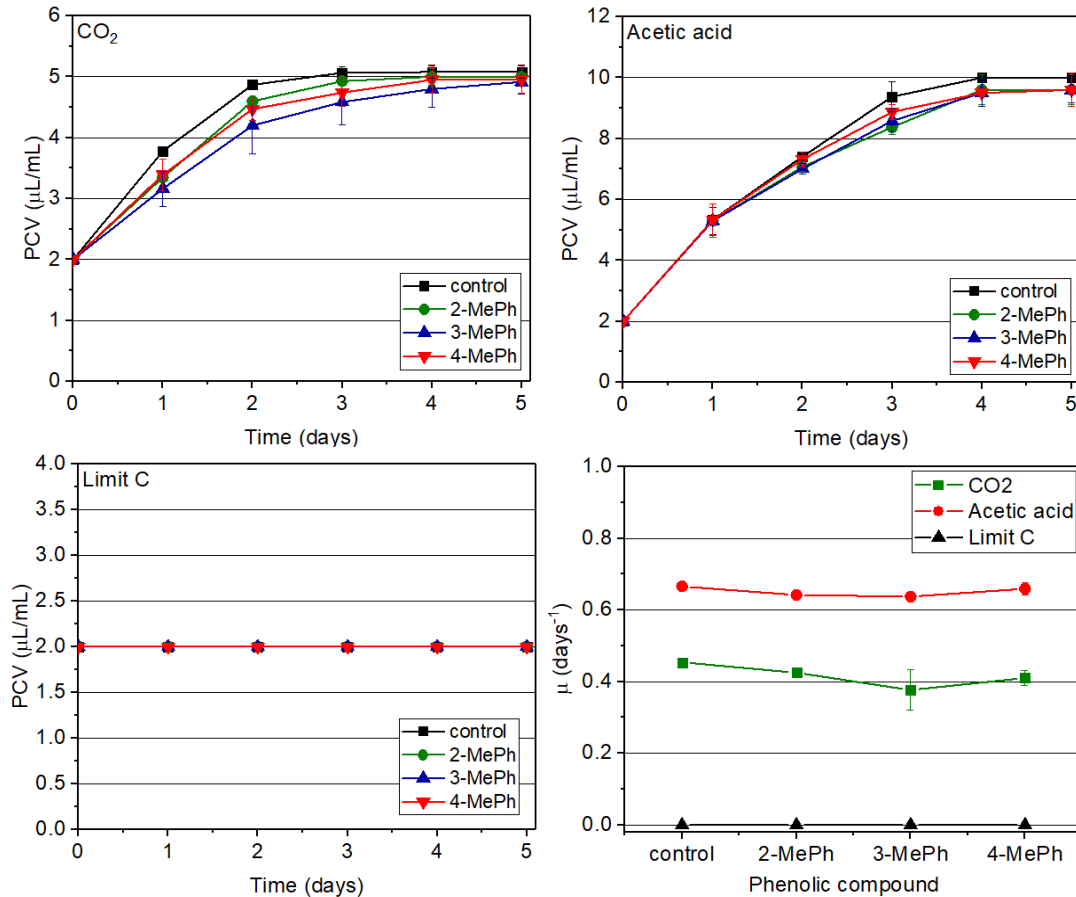 CO₂
PCV (μL/mL)
6
5
4
3
2
1
0
control
2-MePh
3-MePh
4-MePh
0 1 2 3 4 5
Time (days)
Acetic acid
PCV (μL/mL)
12
10
8
6
4
2
0
control
2-MePh
3-MePh
4-MePh
0 1 2 3 4 5
Time (days)
Limit C
PCV (μL/mL)
4.0
3.5
3.0
2.5
2.0
1.5
1.0
0.5
0.0
control
2-MePh
3-MePh
4-MePh
0 1 2 3 4 5
Time (days)
CO2
Acetic acid
Limit C
μ (days⁻¹)
1.0
0.8
0.6
0.4
0.2
0.0
control 2-MePh 3-MePh 4-MePh
Phenolic compound